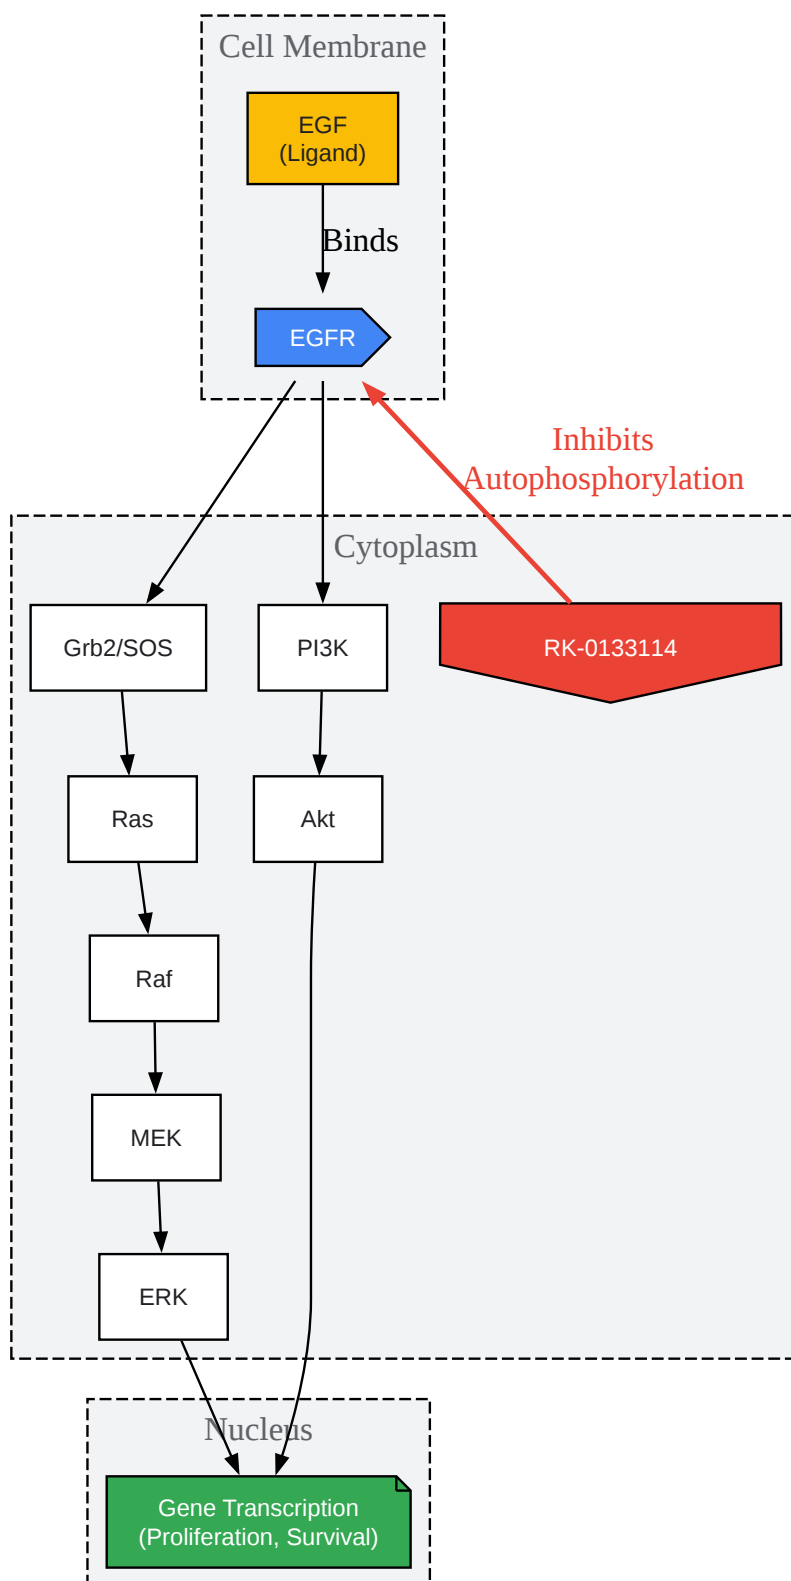 Cell Membrane
EGF
(Ligand)
Binds
EGFR
Inhibits
Autophosphorylation
Cytoplasm
Grb2/SOS
PI3K
RK-0133114
Ras
Akt
Raf
MEK
ERK
Nucleus
Gene Transcription
(Proliferation, Survival)